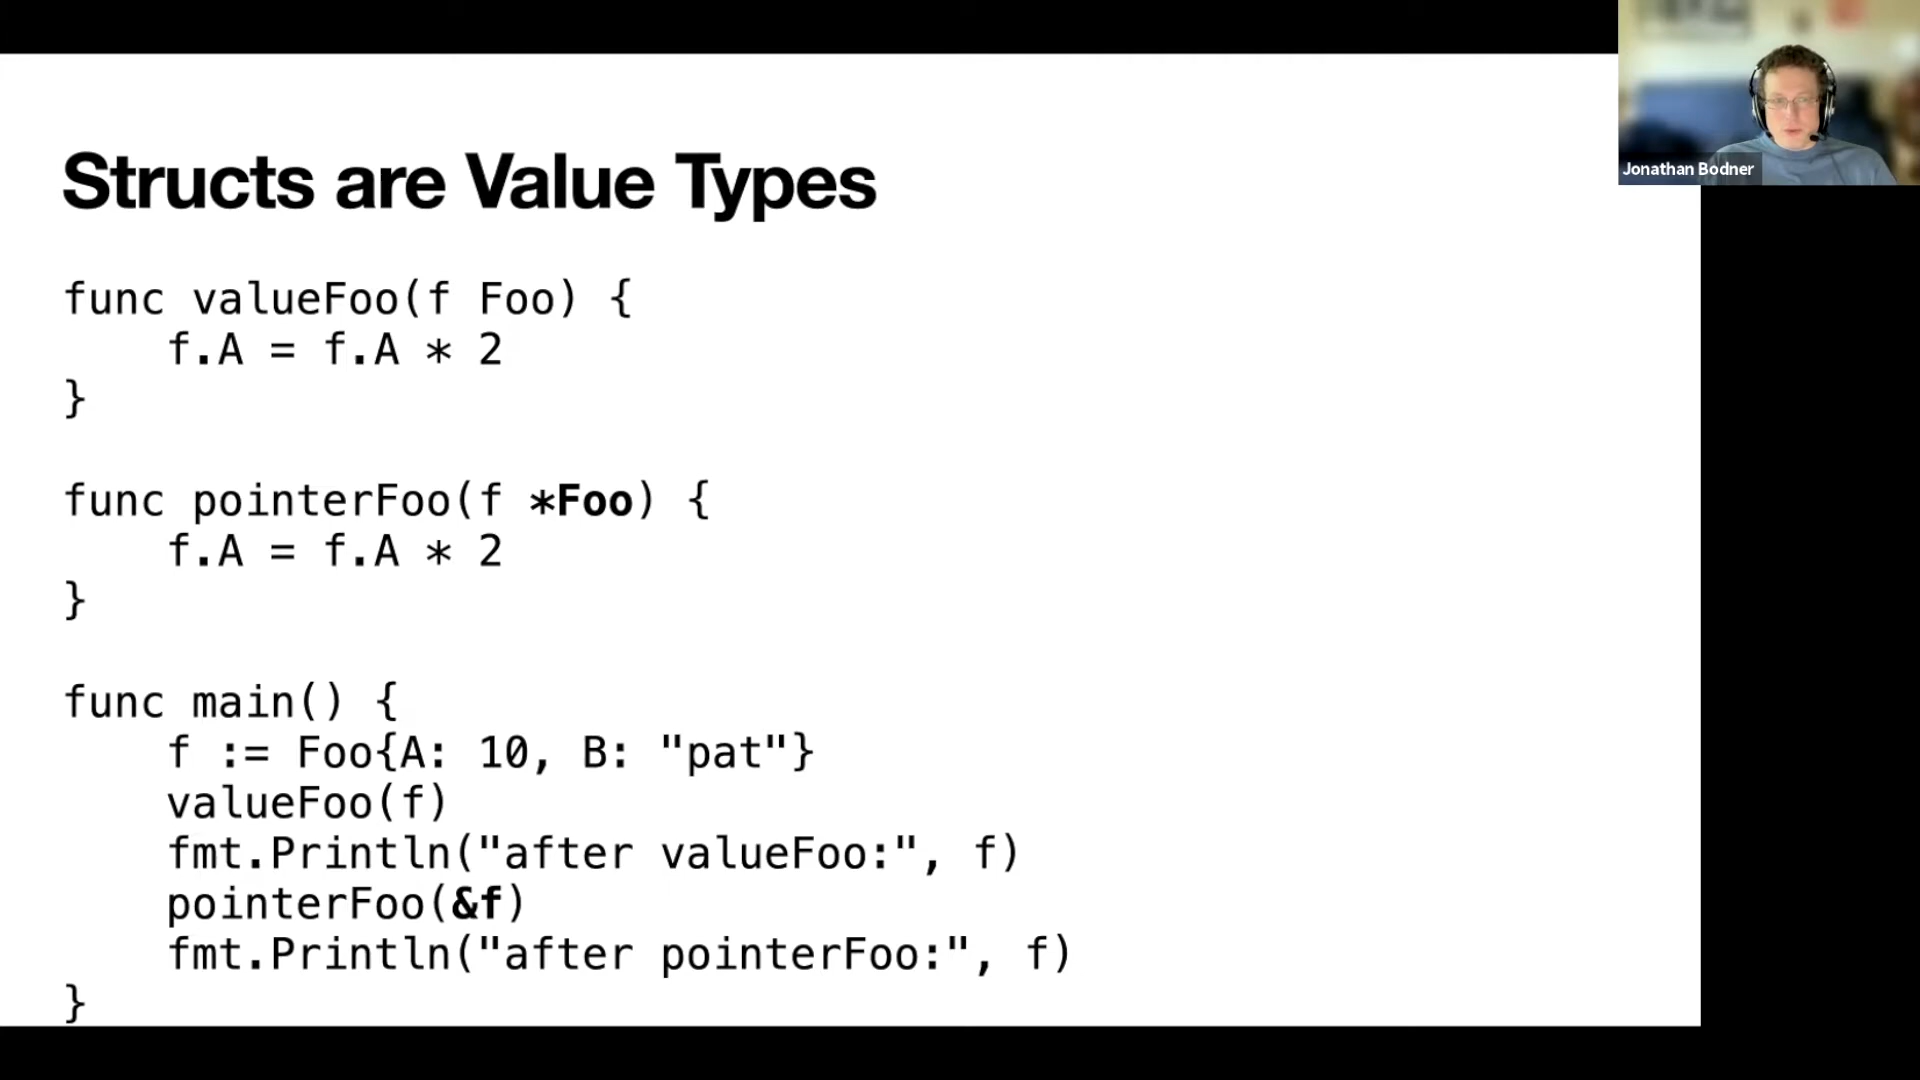 Structs are Value Types
func valueFoo(f Foo) {
    f.A = f.A * 2
}
func pointerFoo(f *Foo) {
    f.A = f.A * 2
}
func main() {
    f := Foo{A: 10, B: "pat"}
    valueFoo(f)
    fmt.Println("after valueFoo:", f)
    pointerFoo(&f)
    fmt.Println("after pointerFoo:", f)
}
Jonathan Bodner